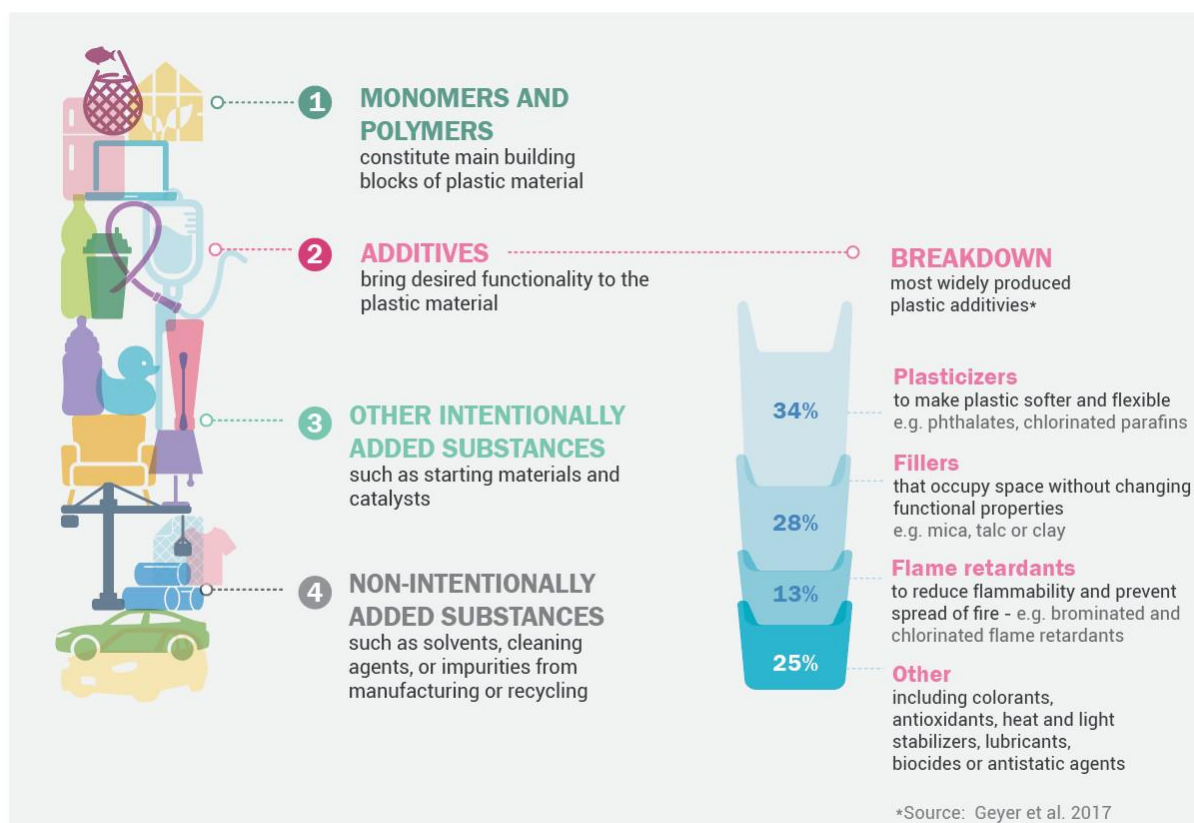 1
MONOMERS AND
POLYMERS
constitute main building
blocks of plastic material
2
ADDITIVES
bring desired functionality to the
plastic material
3
OTHER INTENTIONALLY
ADDED SUBSTANCES
such as starting materials and
catalysts
4
NON-INTENTIONALLY
ADDED SUBSTANCES
such as solvents, cleaning
agents, or impurities from
manufacturing or recycling
BREAKDOWN
most widely produced
plastic additivies*
34%
Plasticizers
to make plastic softer and flexible
e.g. phthalates, chlorinated parafins
28%
Fillers
that occupy space without changing
functional properties
e.g. mica, talc or clay
13%
Flame retardants
to reduce flammability and prevent
spread of fire - e.g. brominated and
chlorinated flame retardants
25%
Other
including colorants,
antioxidants, heat and light
stabilizers, lubricants,
biocides or antistatic agents
*Source: Geyer et al. 2017